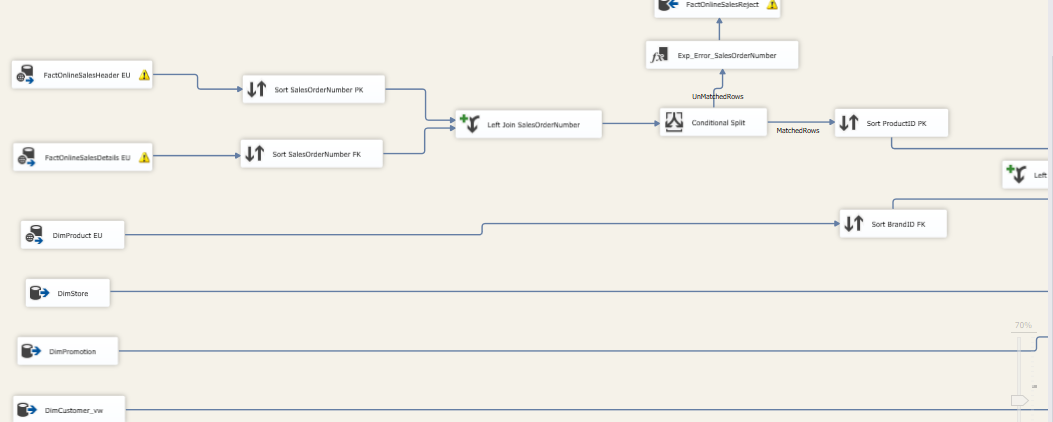 FactOnlineSalesReject
Exp_Error_SalesOrderNumber
FactOnlineSalesHeader EU
Sort SalesOrderNumber PK
UnMatchedRows
Left Join SalesOrderNumber
Conditional Split
MatchedRows
Sort ProductID PK
FactOnlineSalesDetails EU
Sort SalesOrderNumber FK
Left
DimProduct EU
Sort BrandID FK
DimStore
70%
DimPromotion
DimCustomer_vw